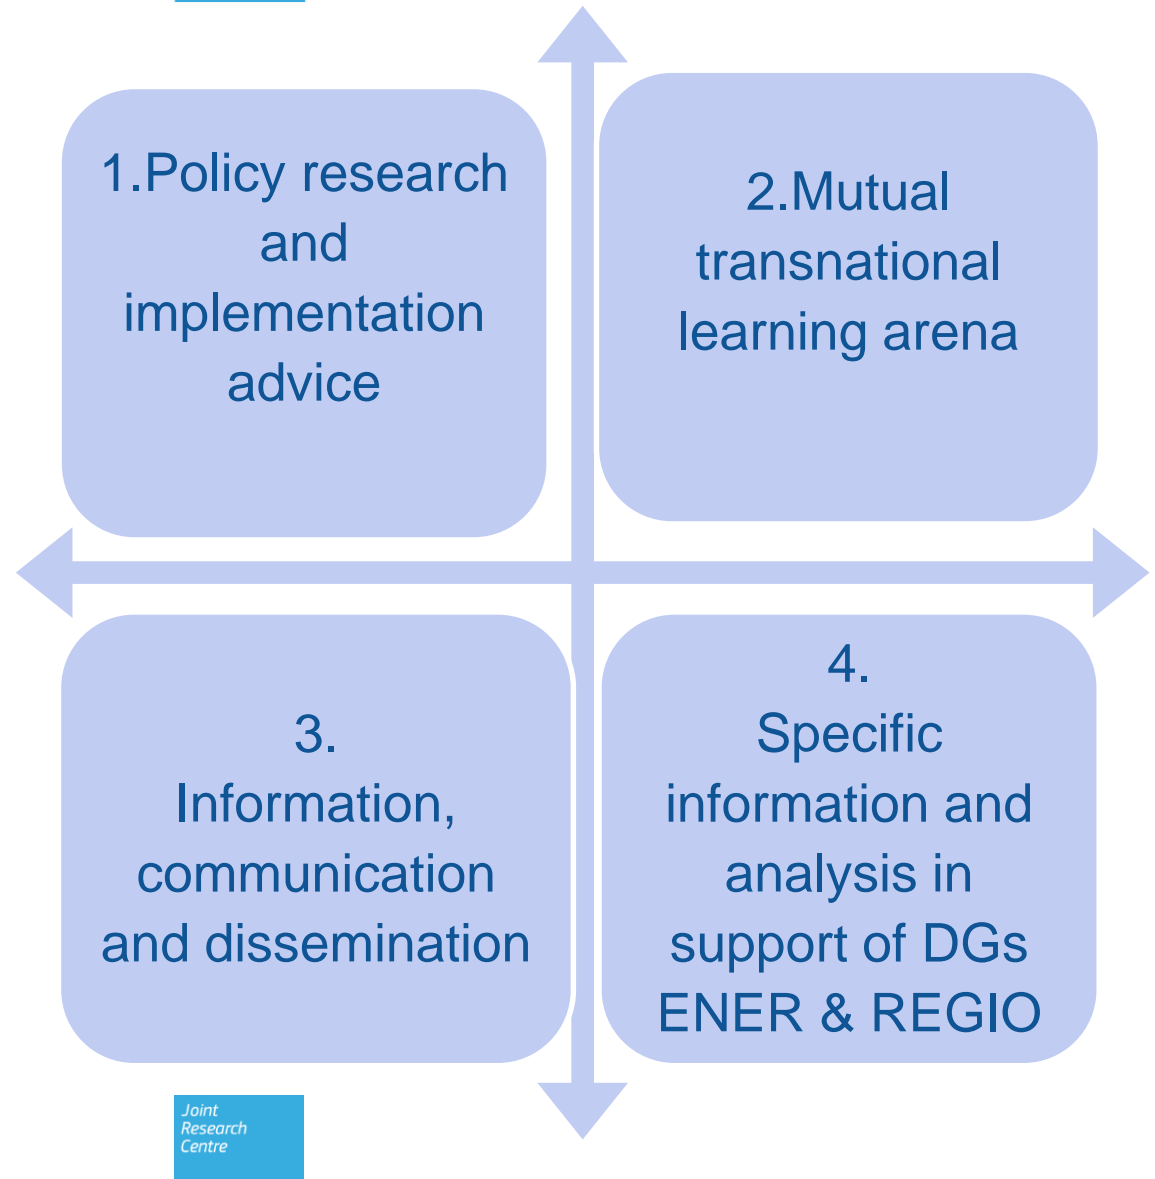 1.Policy research
and
implementation
advice
2.Mutual
transnational
learning arena
3.
Information,
communication
and dissemination
4.
Specific
information and
analysis in
support of DGs
ENER & REGIO
Joint
Research
Centre